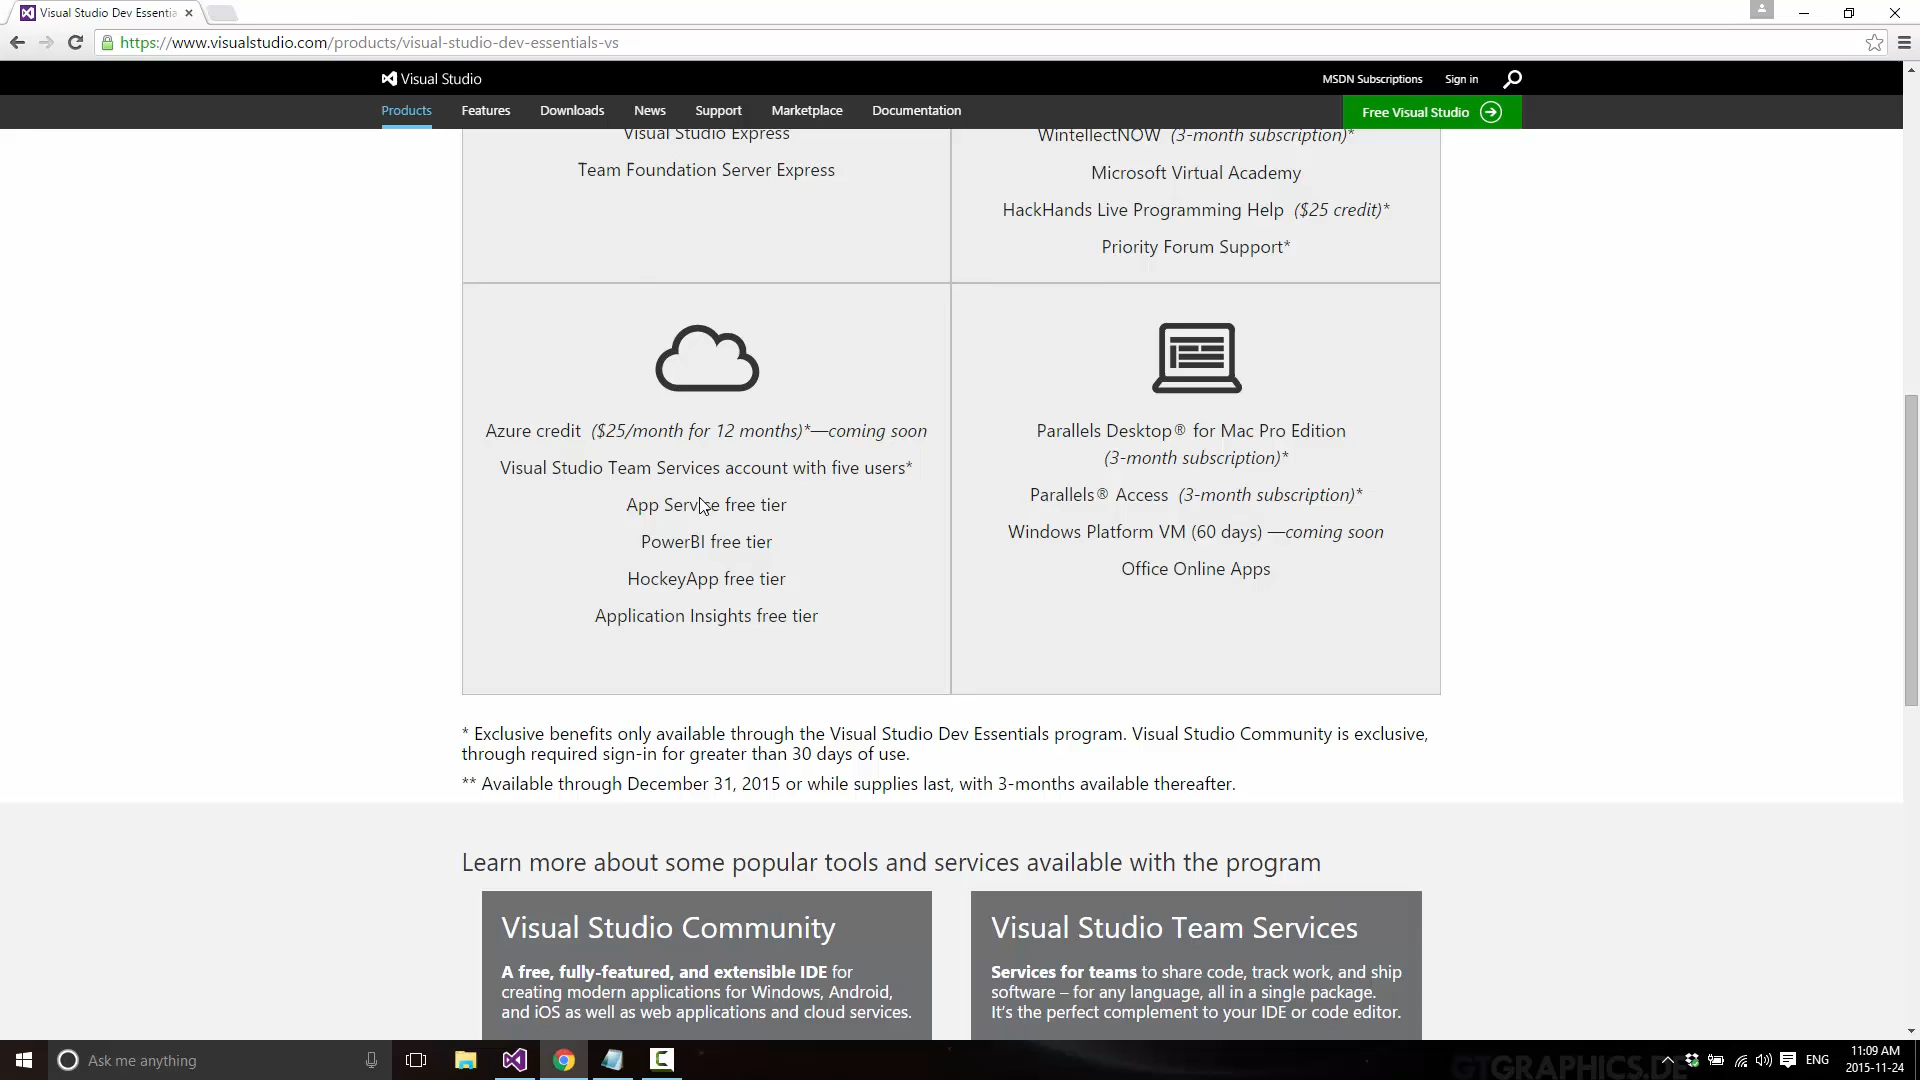 Visual Studio Dev Essentia
https://www.visualstudio.com/products/visual-studio-dev-essentials-vs
Visual Studio
MSDN Subscriptions
Sign in
Products
Features
Downloads
News
Support
Marketplace
Documentation
Free Visual Studio
Visual Studio Express
Team Foundation Server Express
WintellectNOW (3-month subscription)*
Microsoft Virtual Academy
HackHands Live Programming Help ($25 credit)*
Priority Forum Support*
Azure credit ($25/month for 12 months)*—coming soon
Visual Studio Team Services account with five users*
App Service free tier
PowerBI free tier
HockeyApp free tier
Application Insights free tier
Parallels Desktop® for Mac Pro Edition
(3-month subscription)*
Parallels® Access (3-month subscription)*
Windows Platform VM (60 days) —coming soon
Office Online Apps
* Exclusive benefits only available through the Visual Studio Dev Essentials program. Visual Studio Community is exclusive,
through required sign-in for greater than 30 days of use.
** Available through December 31, 2015 or while supplies last, with 3-months available thereafter.
Learn more about some popular tools and services available with the program
Visual Studio Community
A free, fully-featured, and extensible IDE for
creating modern applications for Windows, Android,
and iOS as well as web applications and cloud services.
Visual Studio Team Services
Services for teams to share code, track work, and ship
software – for any language, all in a single package.
It's the perfect complement to your IDE or code editor.
Ask me anything
GTGRAPHICS.DE
ENG
11:09 AM
2015-11-24